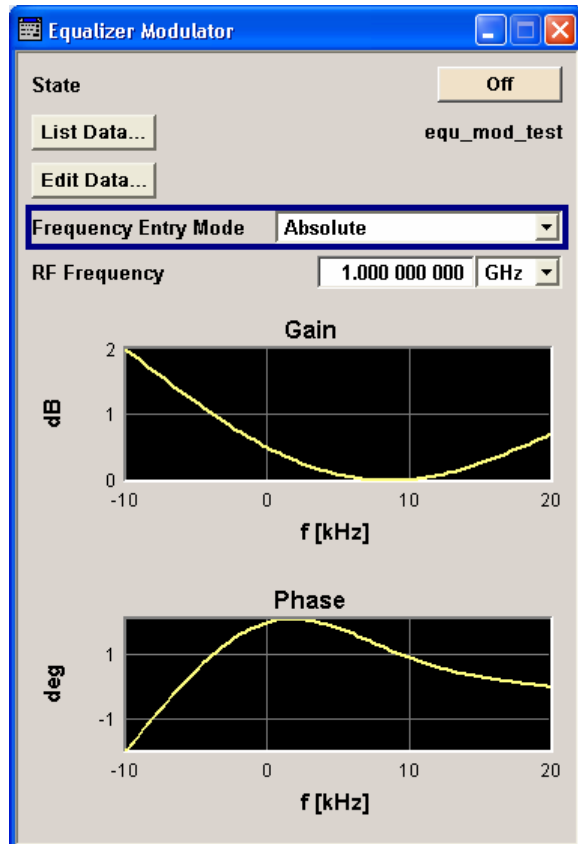 Equalizer Modulator
State Off
List Data... equ_mod_test
Edit Data...
Frequency Entry Mode Absolute
RF Frequency 1.000 000 000 GHz
Gain
2
dB
1
0
-10 0 10 20
f [kHz]
Phase
1
deg
-1
-10 0 10 20
f [kHz]